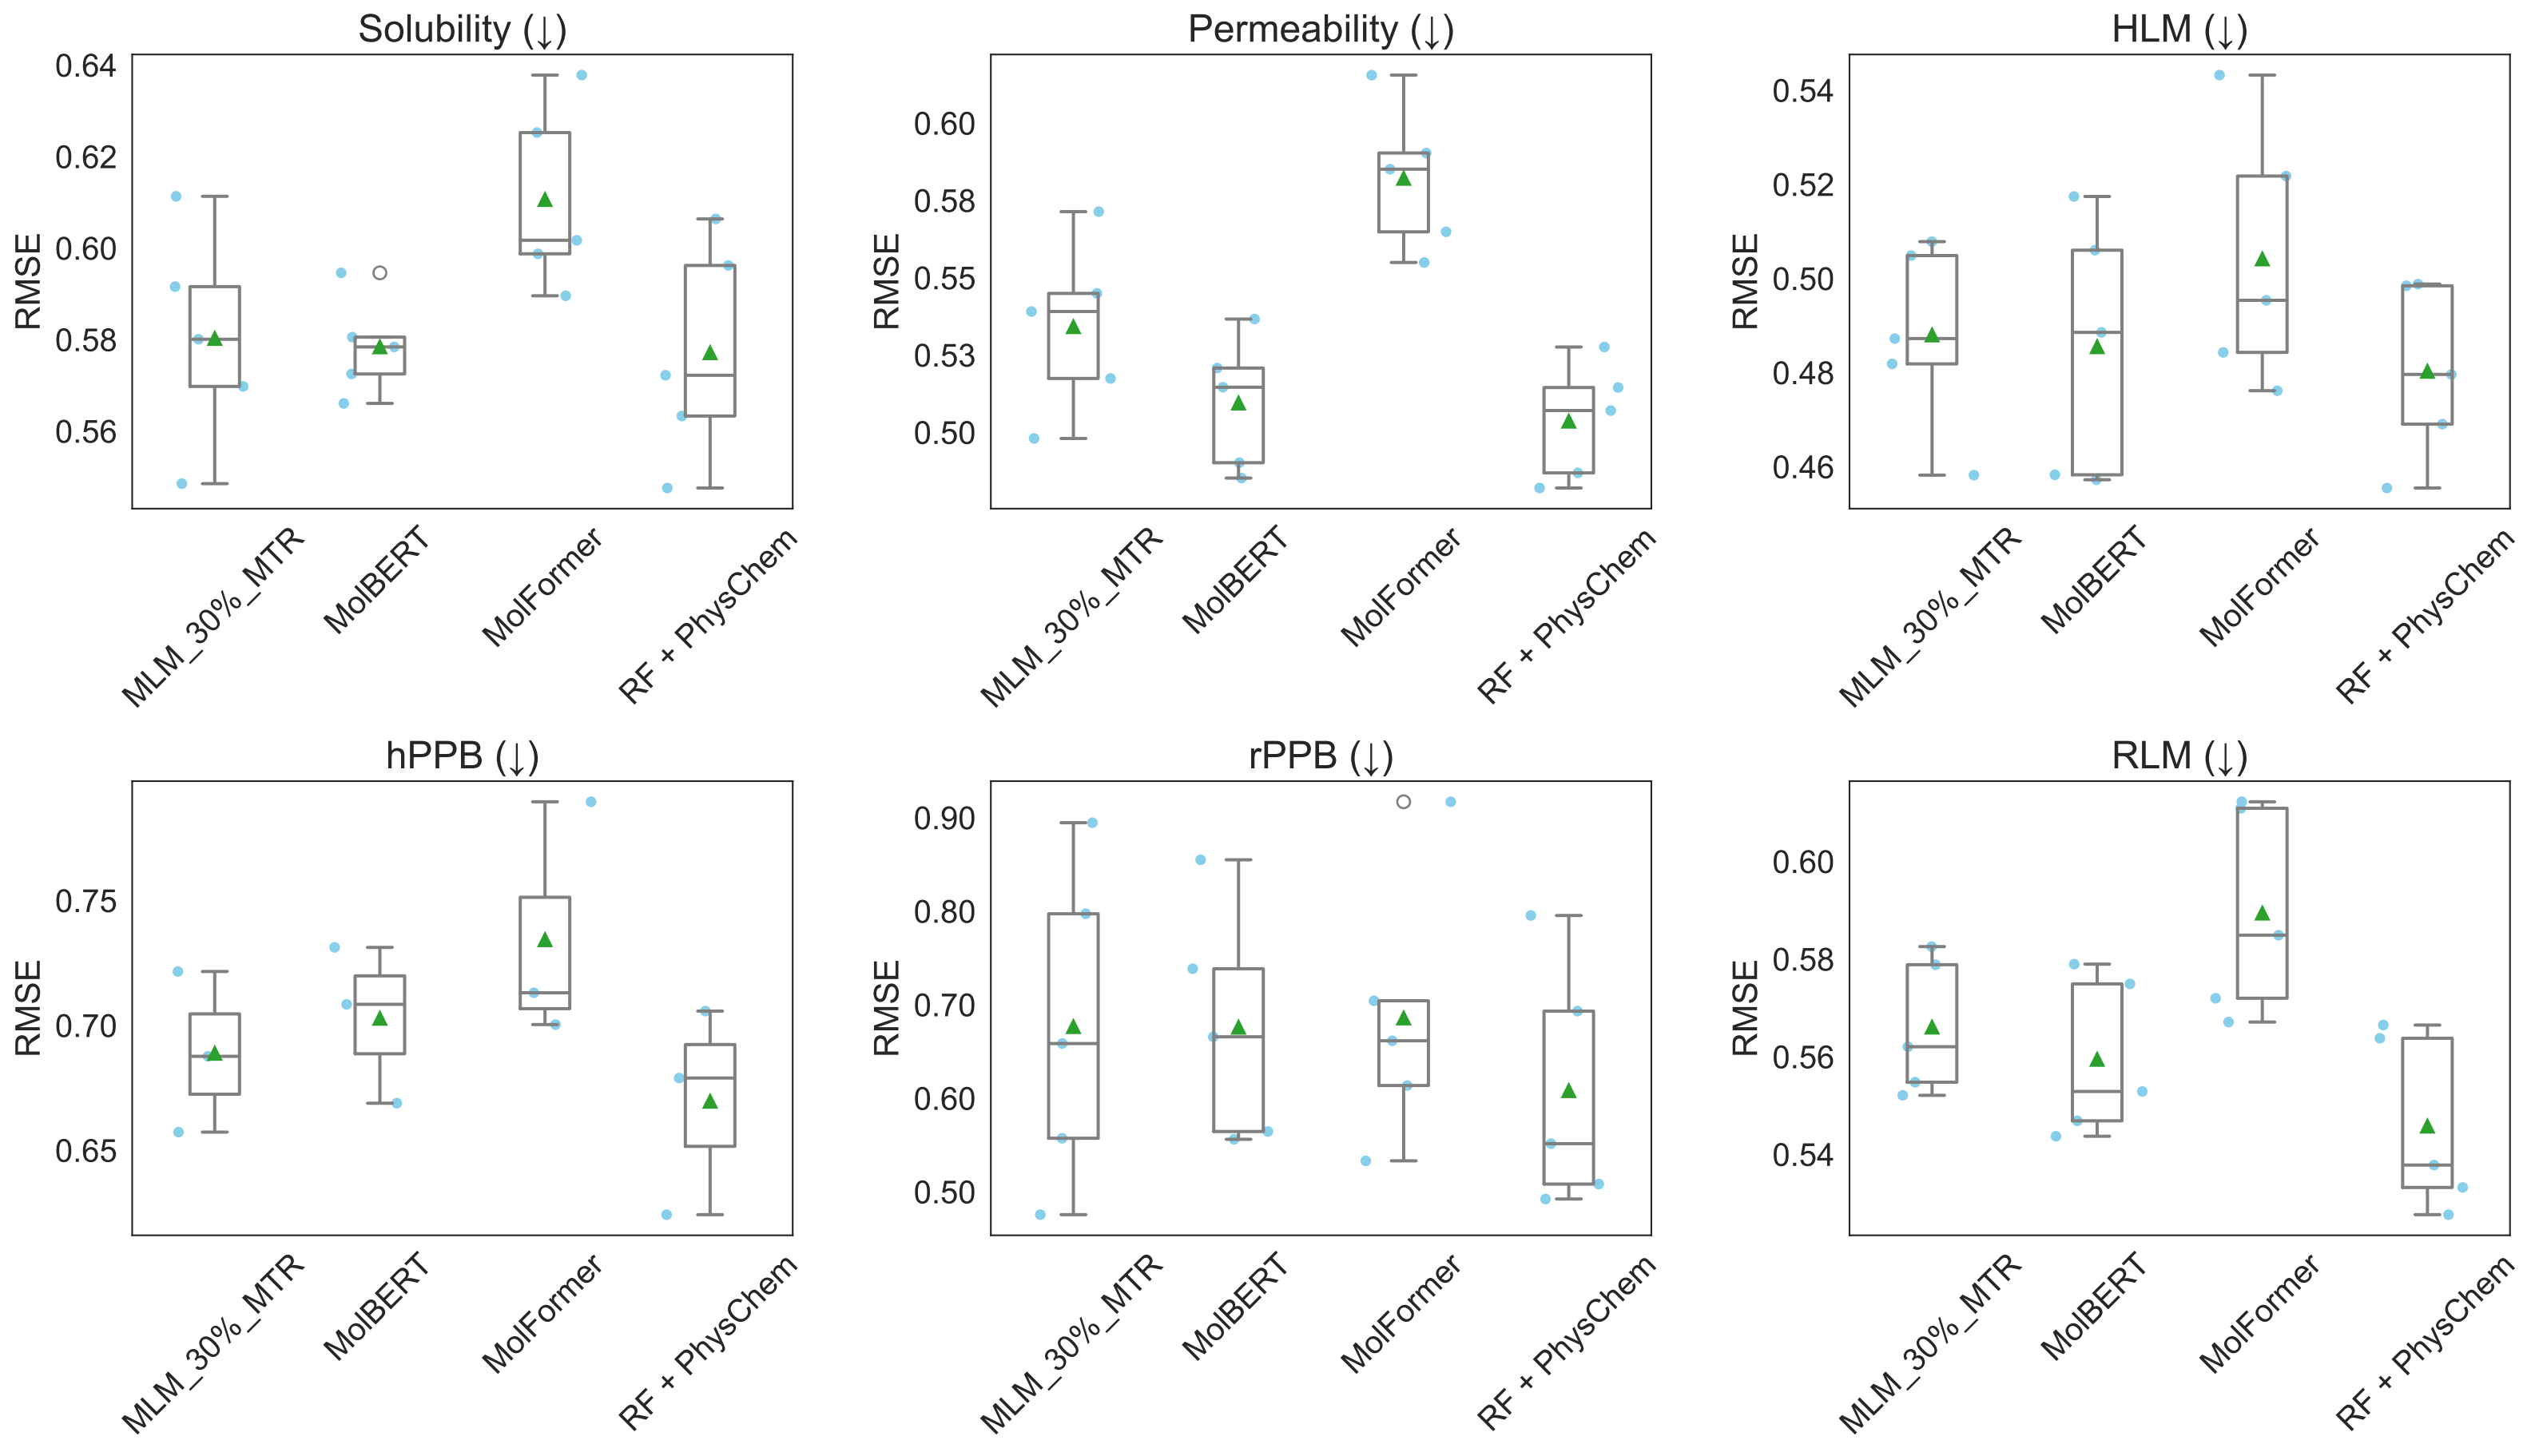 Solubility (↓)
RMSE
0.64
0.62
0.60
0.58
0.56
MLM_30%_MTR
MolBERT
MolFormer
RF + PhysChem
Permeability (↓)
RMSE
0.60
0.58
0.55
0.53
0.50
MLM_30%_MTR
MolBERT
MolFormer
RF + PhysChem
HLM (↓)
RMSE
0.54
0.52
0.50
0.48
0.46
MLM_30%_MTR
MolBERT
MolFormer
RF + PhysChem
hPPB (↓)
RMSE
0.75
0.70
0.65
MLM_30%_MTR
MolBERT
MolFormer
RF + PhysChem
rPPB (↓)
RMSE
0.90
0.80
0.70
0.60
0.50
MLM_30%_MTR
MolBERT
MolFormer
RF + PhysChem
RLM (↓)
RMSE
0.60
0.58
0.56
0.54
MLM_30%_MTR
MolBERT
MolFormer
RF + PhysChem